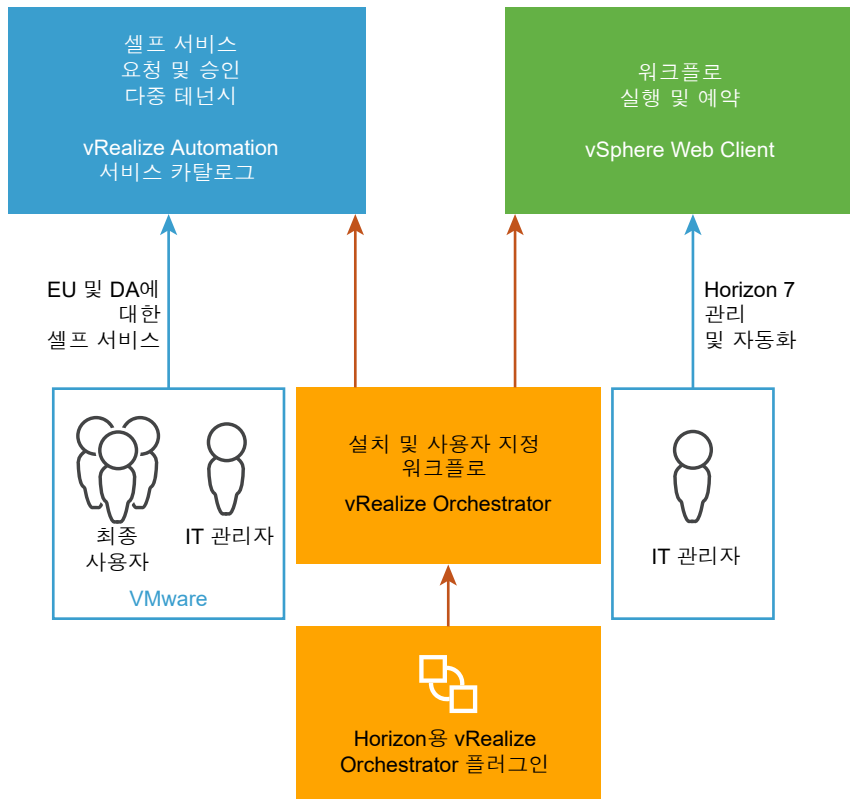 셀프 서비스
요청 및 승인
다중 테넌시
vRealize Automation
서비스 카탈로그
워크플로
실행 및 예약
vSphere Web Client
EU 및 DA에
대한
셀프 서비스
Horizon 7
관리
및 자동화
최종
사용자
IT 관리자
VMware
설치 및 사용자 지정
워크플로
vRealize Orchestrator
IT 관리자
Horizon용 vRealize
Orchestrator 플러그인